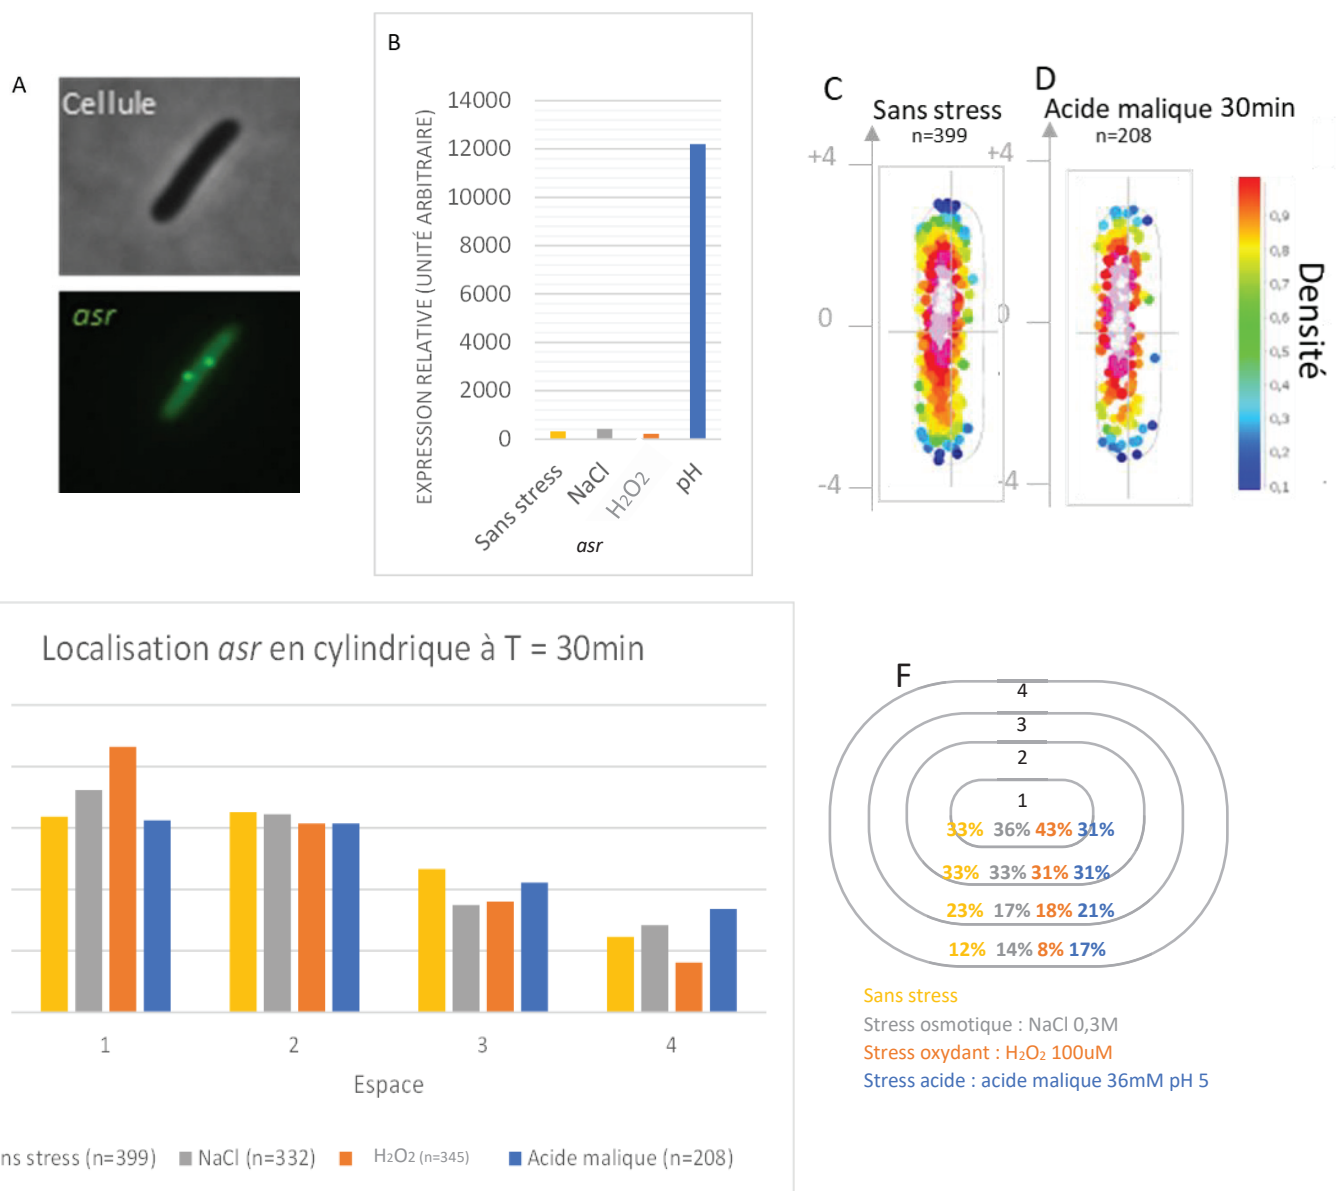 A
Cellule
asr
B
EXPRESSION RELATIVE (UNITÉ ARBITRAIRE)
14000
12000
10000
8000
6000
4000
2000
0
Sans stress
NaCl
H2O2
pH
asr
C
Sans stress
n=399
+4
0
-4
D
Acide malique 30min
n=208
+4
0
-4
0,9
0,8
0,7
0,6
0,5
0,4
0,3
0,2
0,1
Densité
Localisation asr en cylindrique à T = 30min
1 2 3 4
Espace
ns stress (n=399) NaCl (n=332) H2O2 (n=345) Acide malique (n=208)
F
4
3
2
1
33% 36% 43% 31%
33% 33% 31% 31%
23% 17% 18% 21%
12% 14% 8% 17%
Sans stress
Stress osmotique : NaCl 0,3M
Stress oxydant : H2O2 100uM
Stress acide : acide malique 36mM pH 5